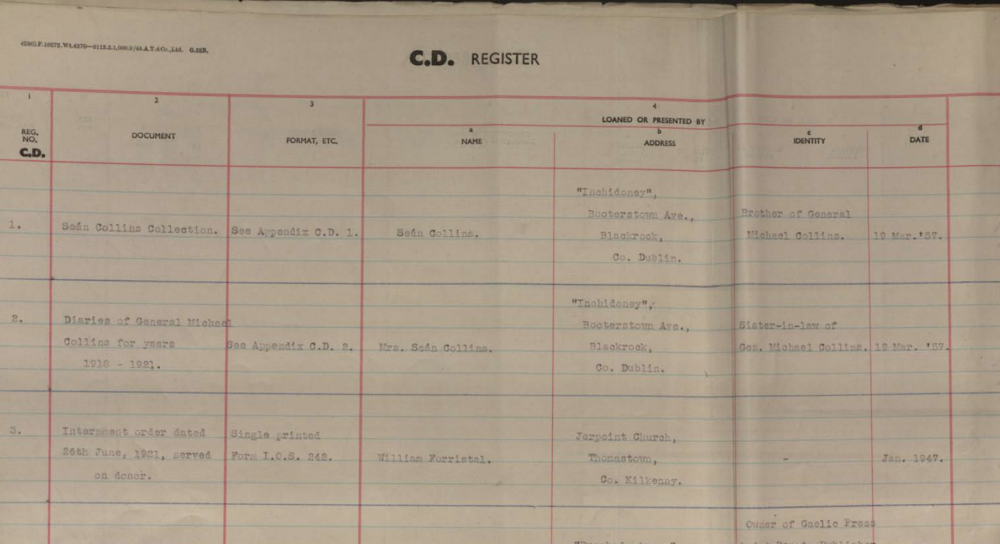 C.D. REGISTER
1
2
3
4
LOANED OR PRESENTED BY
REG. NO. C.D.
DOCUMENT
FORMAT, ETC.
a
NAME
b
ADDRESS
c
IDENTITY
d
DATE
1.
Seán Collins Collection.
See Appendix C.D. 1.
Seán Collins.
"Inchidoney",
Booterstown Ave.,
Blackrock,
Co. Dublin.
Brother of General
Michael Collins.
Mar.'57.
2.
Diaries of General Michael
Collins for years
1918 - 1921.
See Appendix C.D. 2.
Mrs. Seán Collins.
"Inchidoney",
Booterstown Ave.,
Blackrock,
Co. Dublin.
Sister-in-law of
Gen. Michael Collins.
Mar. '57.
3.
Internment order dated
26th June, 1921, served
on donor.
Single printed
Form I.O.S. 242.
William Forristal.
Jerpoint Church,
Thomastown,
Co. Kilkenny.
-
Jan. 1947.
Owner of Gaelic Press